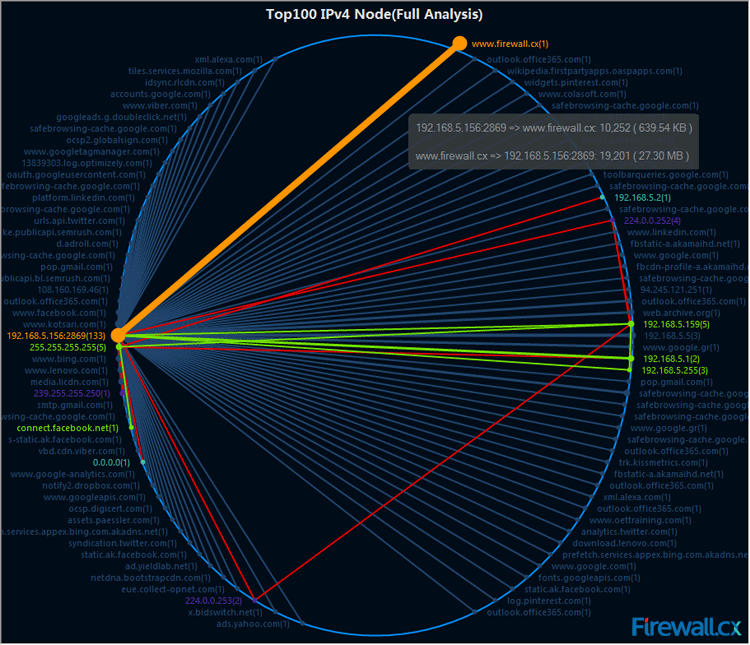 Top100 IPv4 Node(Full Analysis)
www.firewall.cx(1)
xml.alexa.com(1)
tiles.services.mozilla.com(1)
idsync.rlcdn.com(1)
accounts.google.com(1)
www.viber.com(1)
googleads.g.doubleclick.net(1)
safebrowsing-cache.google.com(1)
ocsp2.globalsign.com(1)
www.googletagmanager.com(1)
13839303.log.optimizely.com(1)
oauth.googleusercontent.com(1)
afebrowsing-cache.google.com(1)
platform.linkedin.com(1)
owsing-cache.google.com(1)
urls.api.twitter.com(1)
ke.publicapi.semrush.com(1)
d.adroll.com(1)
wsing-cache.google.com(1)
pop.gmail.com(1)
publicapi.bl.semrush.com(1)
108.160.169.46(1)
outlook.office365.com(1)
www.facebook.com(1)
www.kotsari.com(1)
192.168.5.156:2869(133)
255.255.255.255(5)
www.bing.com(1)
www.lenovo.com(1)
media.licdn.com(1)
239.255.255.250(1)
smtp.gmail.com(1)
wsing-cache.google.com(1)
connect.facebook.net(1)
s-static.ak.facebook.com(1)
vbd.cdn.viber.com(1)
0.0.0.0(1)
www.google-analytics.com(1)
notify2.dropbox.com(1)
www.googleapis.com(1)
ocsp.digicert.com(1)
assets.paessler.com(1)
a.services.appex.bing.com.akadns.net(1)
syndication.twitter.com(1)
static.ak.facebook.com(1)
ad.yieldlab.net(1)
netdna.bootstrapcdn.com(1)
eue.collect-opnet.com(1)
224.0.0.253(2)
x.bidswitch.net(1)
ads.youtube.com(1)
outlook.office365.com(1)
wikipedia.firstpartyapps.oaspapps.com(1)
widgets.pinterest.com(1)
www.colasoft.com(1)
safebrowsing-cache.google.com(1)
192.168.5.156:2869 => www.firewall.cx: 10,252 ( 639.54 KB )
www.firewall.cx => 192.168.5.156:2869: 19,201 ( 27.30 MB )
toolbarqueries.google.com(1)
safebrowsing-cache.google.com(
192.168.5.2(1)
safebrowsing-cache.google.co
224.0.0.252(4)
www.linkedin.com(1)
fbstatic-a.akamaihd.net(1)
www.google.com(1)
fbcdn-profile-a.akamaihd.n
safebrowsing-cache.google
94.245.121.251(1)
outlook.office365.com(1)
web.archive.org(1)
192.168.5.159(5)
192.168.5.5(3)
www.google.gr(1)
192.168.5.1(2)
192.168.5.255(3)
pop.gmail.com(1)
safebrowsing-cache.google
safebrowsing-cache.google.
safebrowsing-cache.google.c
www.google.gr(1)
safebrowsing-cache.google.co
outlook.office365.com(1)
trk.kissmetrics.com(1)
fbstatic-a.akamaihd.net(1)
outlook.office365.com(1)
xml.alexa.com(1)
outlook.office365.com(1)
www.oettraining.com(1)
analytics.twitter.com(1)
download.lenovo.com(1)
prefetch.services.appex.bing.com.akadns.ne
www.google.com(1)
fonts.googleapis.com(1)
static.ak.facebook.com(1)
log.pinterest.com(1)
outlook.office365.com(1)
Firewall.cx